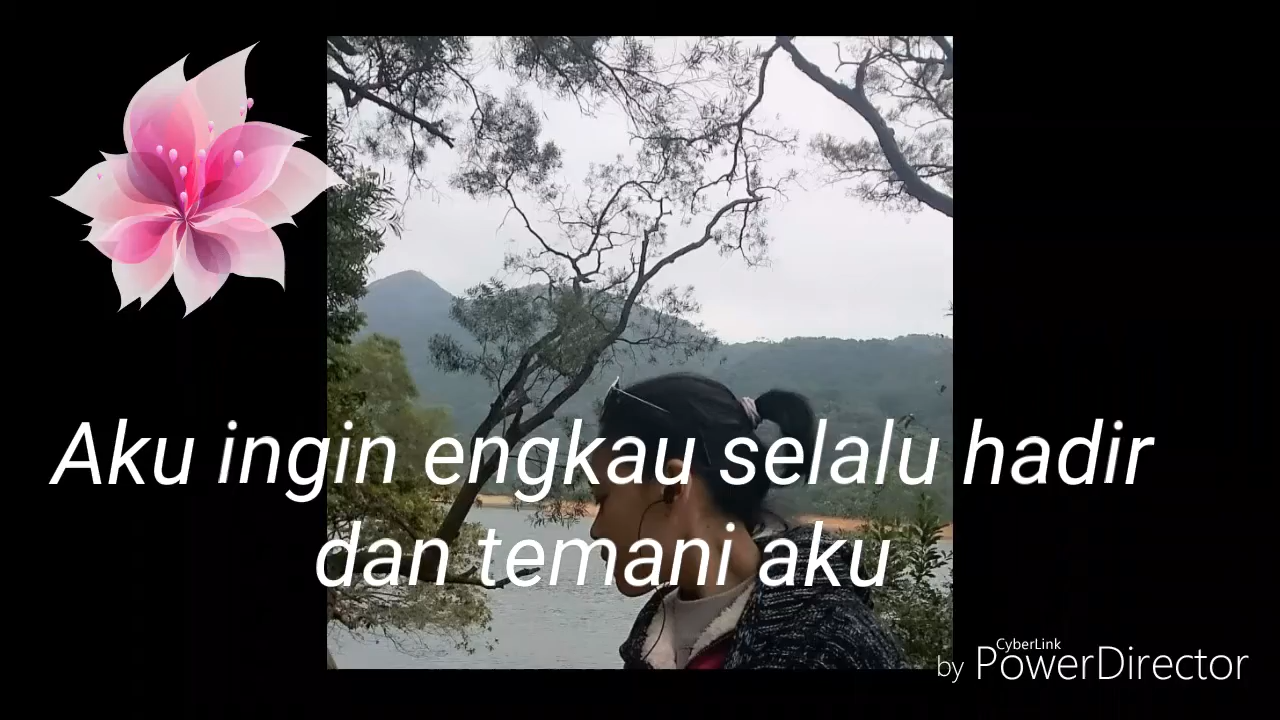 Aku ingin engkau selalu hadir
dan temani aku
CyberLink
by PowerDirector